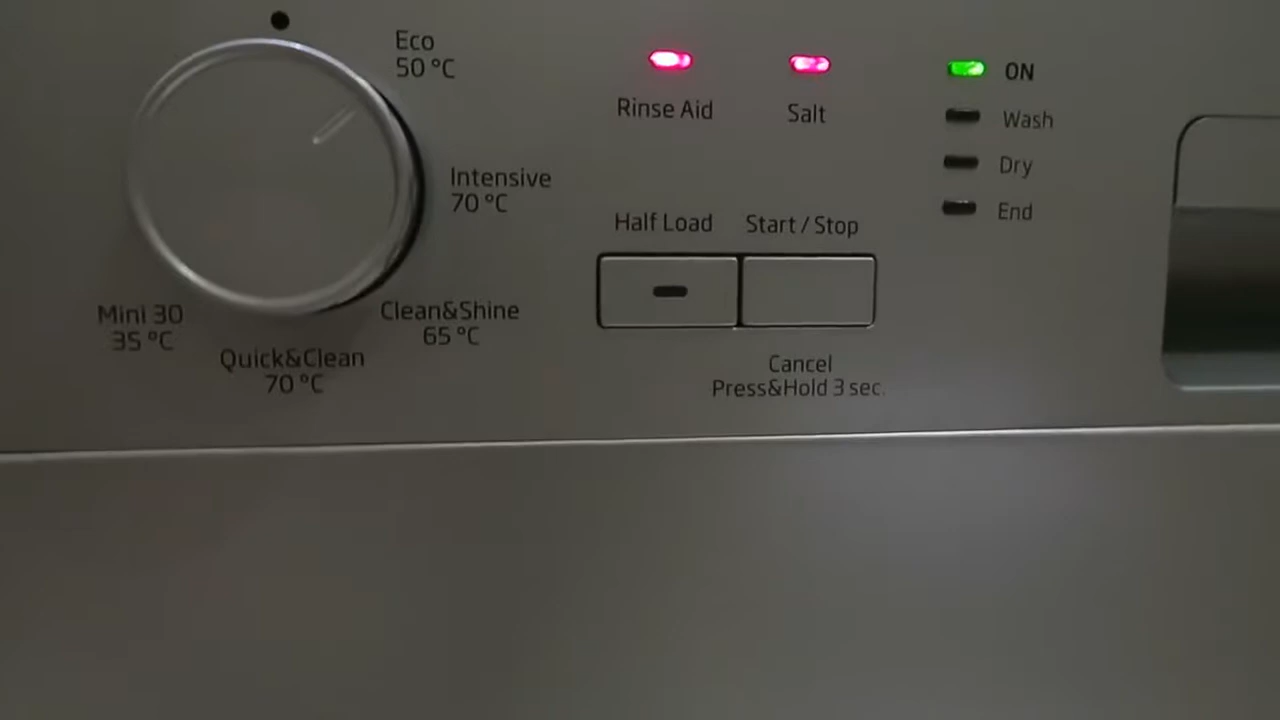 Eco
50 °C
Intensive
70 °C
Clean&Shine
65 °C
Quick&Clean
70 °C
Mini 30
35 °C
Rinse Aid
Salt
ON
Wash
Dry
End
Half Load
Start / Stop
Cancel
Press&Hold 3 sec.